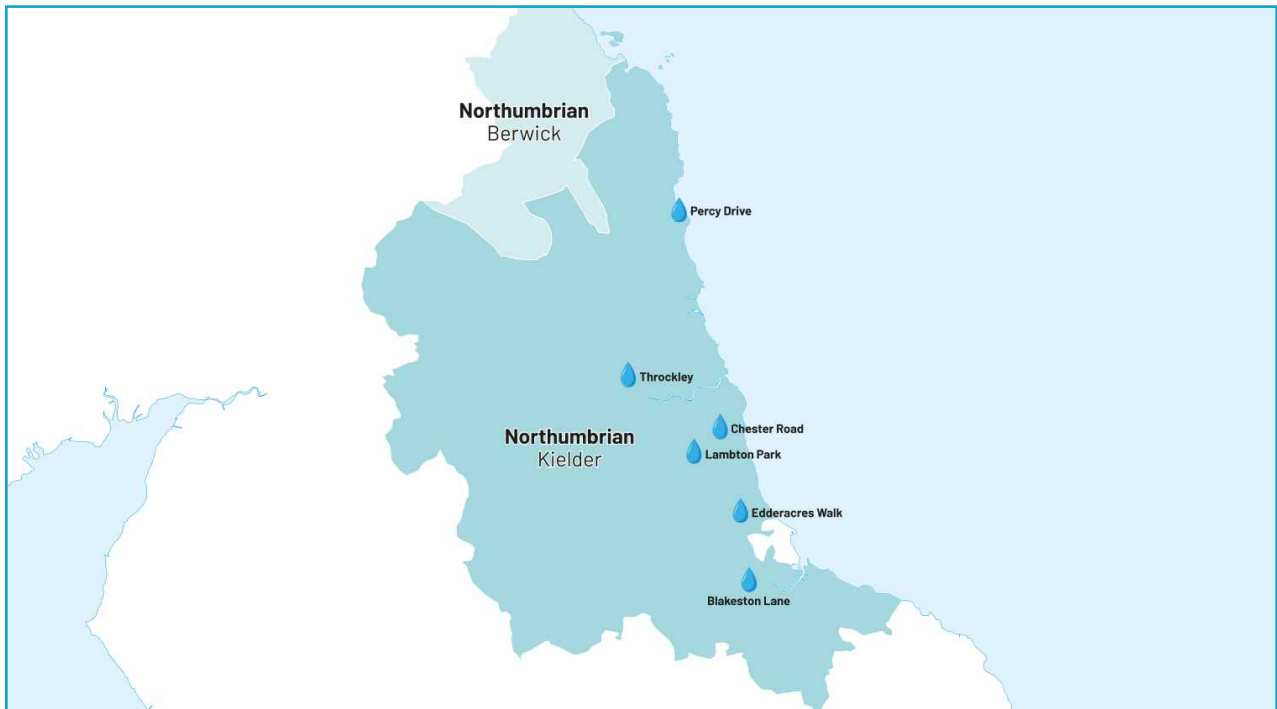 Northumbrian
Berwick
Percy Drive
Throckley
Chester Road
Northumbrian
Kielder
Lambton Park
Edderacres Walk
Blakeston Lane